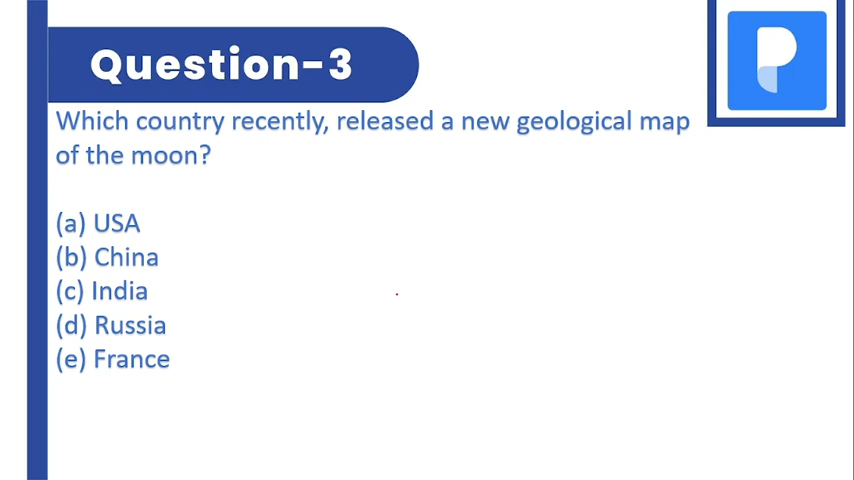 Question-3
Which country recently, released a new geological map
of the moon?
(a) USA
(b) China
(c) India
(d) Russia
(e) France